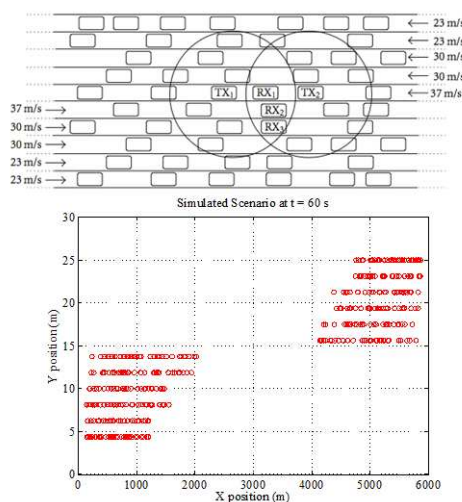 ← 23 m/s
← 23 m/s
← 30 m/s
← 30 m/s
TX1 RX1 TX2 ← 37 m/s
37 m/s → RX2
30 m/s → RX3
30 m/s →
23 m/s →
23 m/s →
Simulated Scenario at t = 60 s
30
25
20
15
10
5
0
Y position (m)
0 1000 2000 3000 4000 5000 6000
X position (m)